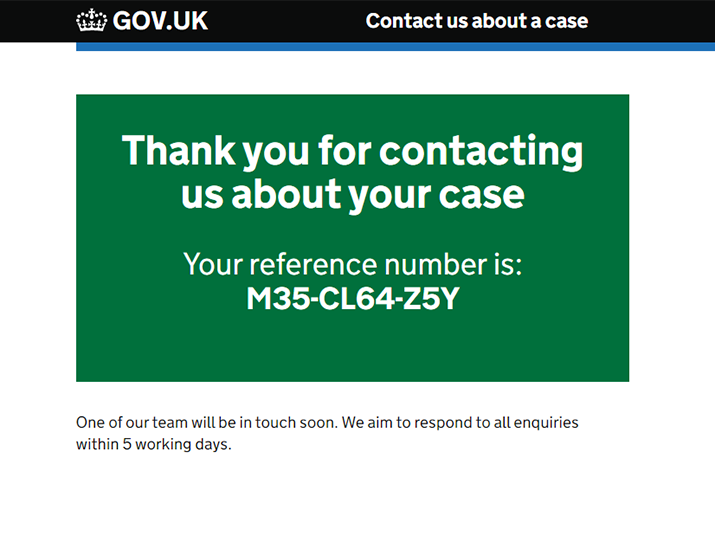 GOV.UK Contact us about a case
Thank you for contacting
us about your case
Your reference number is:
M35-CL64-Z5Y
One of our team will be in touch soon. We aim to respond to all enquiries
within 5 working days.